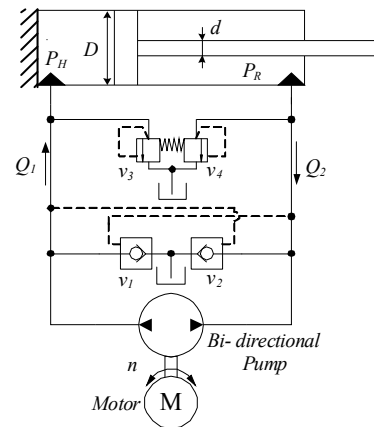 D
d
P_H
P_R
v_3
v_4
Q_1
Q_2
v_1
v_2
Bi- directional
Pump
n
Motor
M